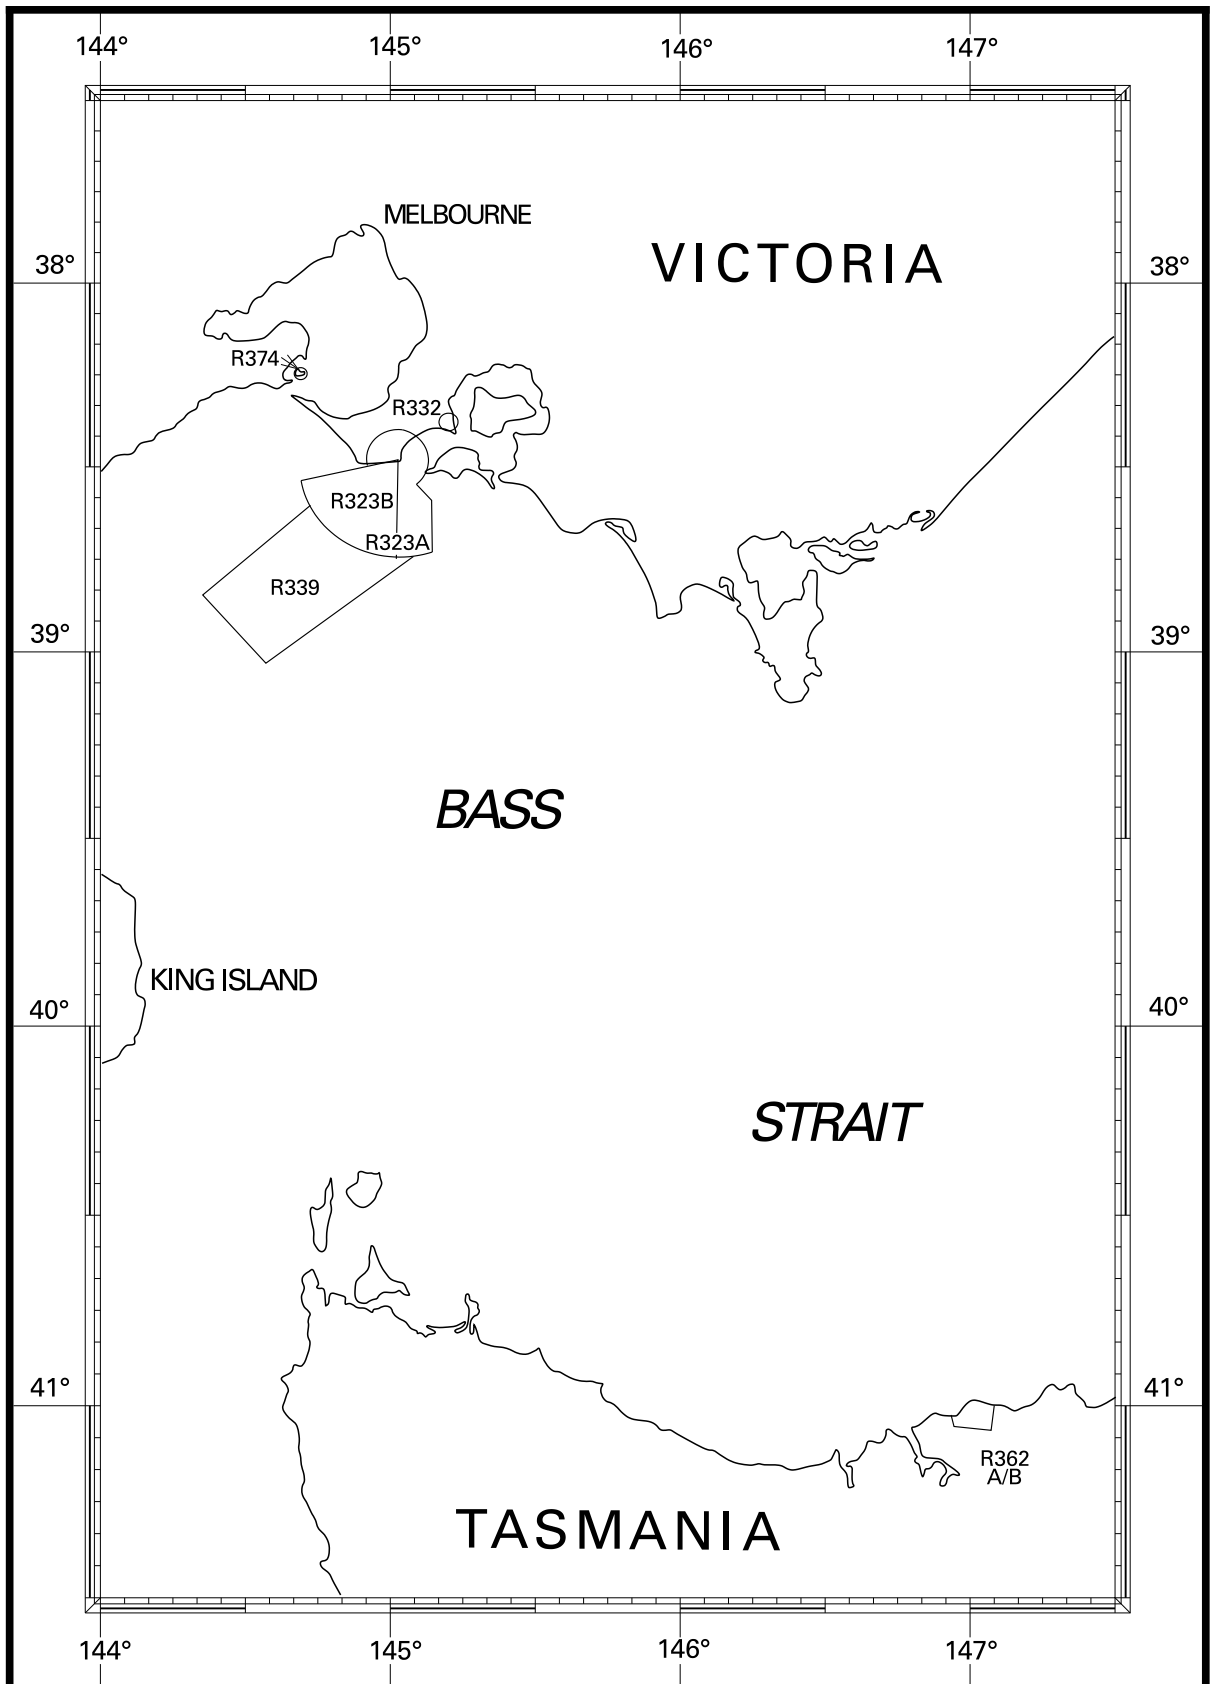 144°
145°
146°
147°
MELBOURNE
VICTORIA
38°
38°
R374
R332
R323B
R323A
R339
39°
39°
BASS
KING ISLAND
40°
40°
STRAIT
41°
41°
R362
A/B
TASMANIA
144°
145°
146°
147°